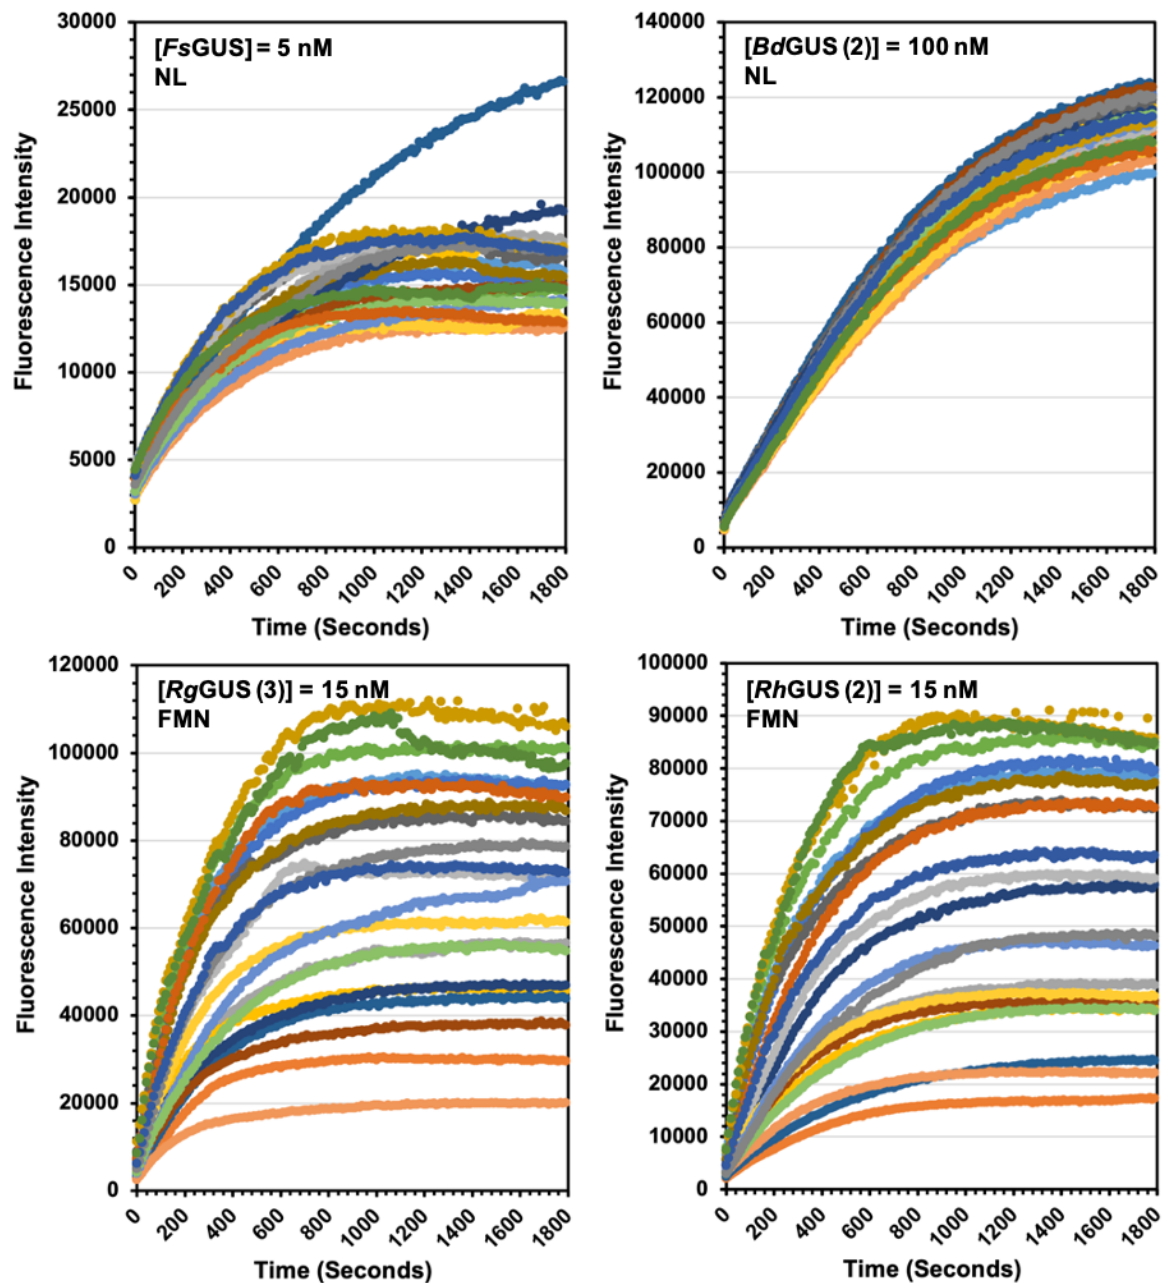 [FsGUS] = 5 nM
NL
30000
25000
20000
15000
10000
5000
0
Fluorescence Intensity
0 200 400 600 800 1000 1200 1400 1600 1800
Time (Seconds)
[BdGUS (2)] = 100 nM
NL
140000
120000
100000
80000
60000
40000
20000
0
Fluorescence Intensity
0 200 400 600 800 1000 1200 1400 1600 1800
Time (Seconds)
[RgGUS (3)] = 15 nM
FMN
120000
100000
80000
60000
40000
20000
0
Fluorescence Intensity
0 200 400 600 800 1000 1200 1400 1600 1800
Time (Seconds)
[RhGUS (2)] = 15 nM
FMN
100000
90000
80000
70000
60000
50000
40000
30000
20000
10000
0
Fluorescence Intensity
0 200 400 600 800 1000 1200 1400 1600 1800
Time (Seconds)